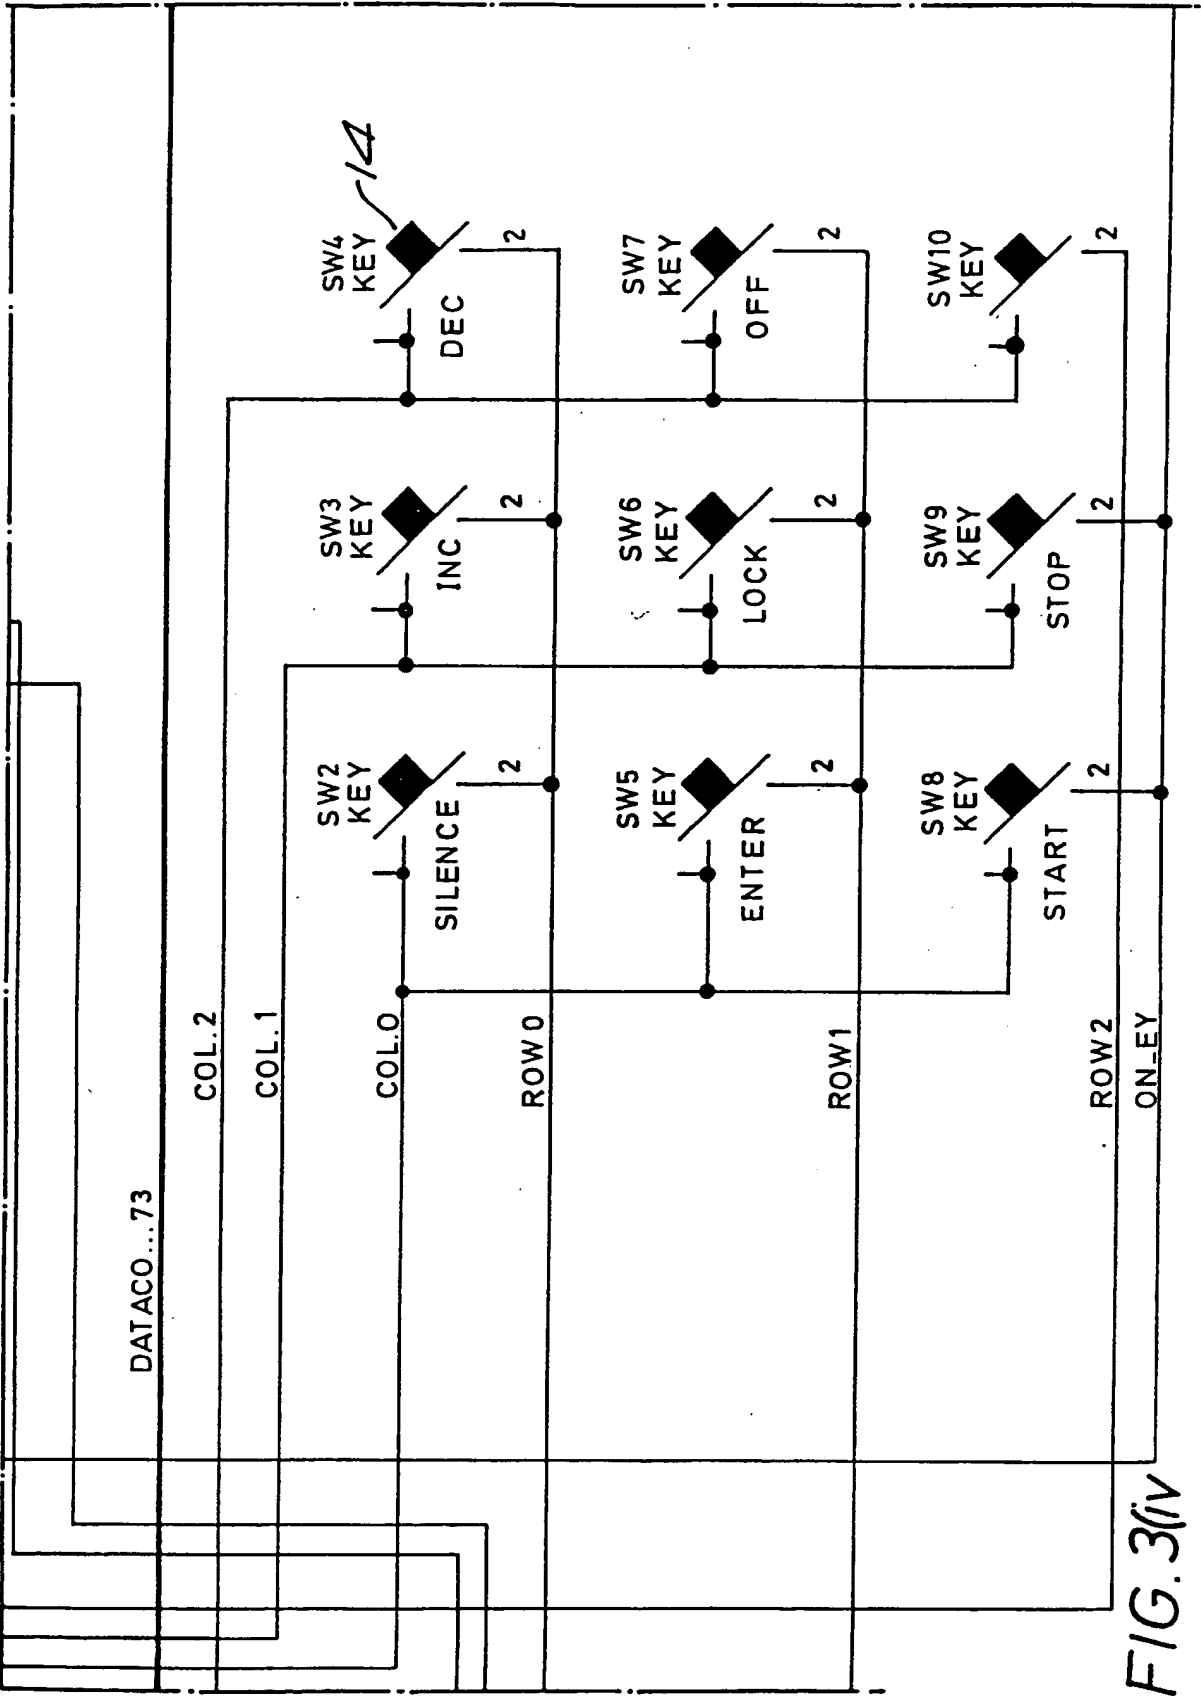 DATACO...73
COL.2
COL.1
COL.0
SW2
KEY
SILENCE
2
SW3
KEY
INC
2
SW4
KEY
DEC
2
14
ROW 0
SW5
KEY
ENTER
2
SW6
KEY
LOCK
2
SW7
KEY
OFF
2
ROW1
SW8
KEY
START
2
SW9
KEY
STOP
2
SW10
KEY
2
ROW2
ON_EY
FIG. 3(iv